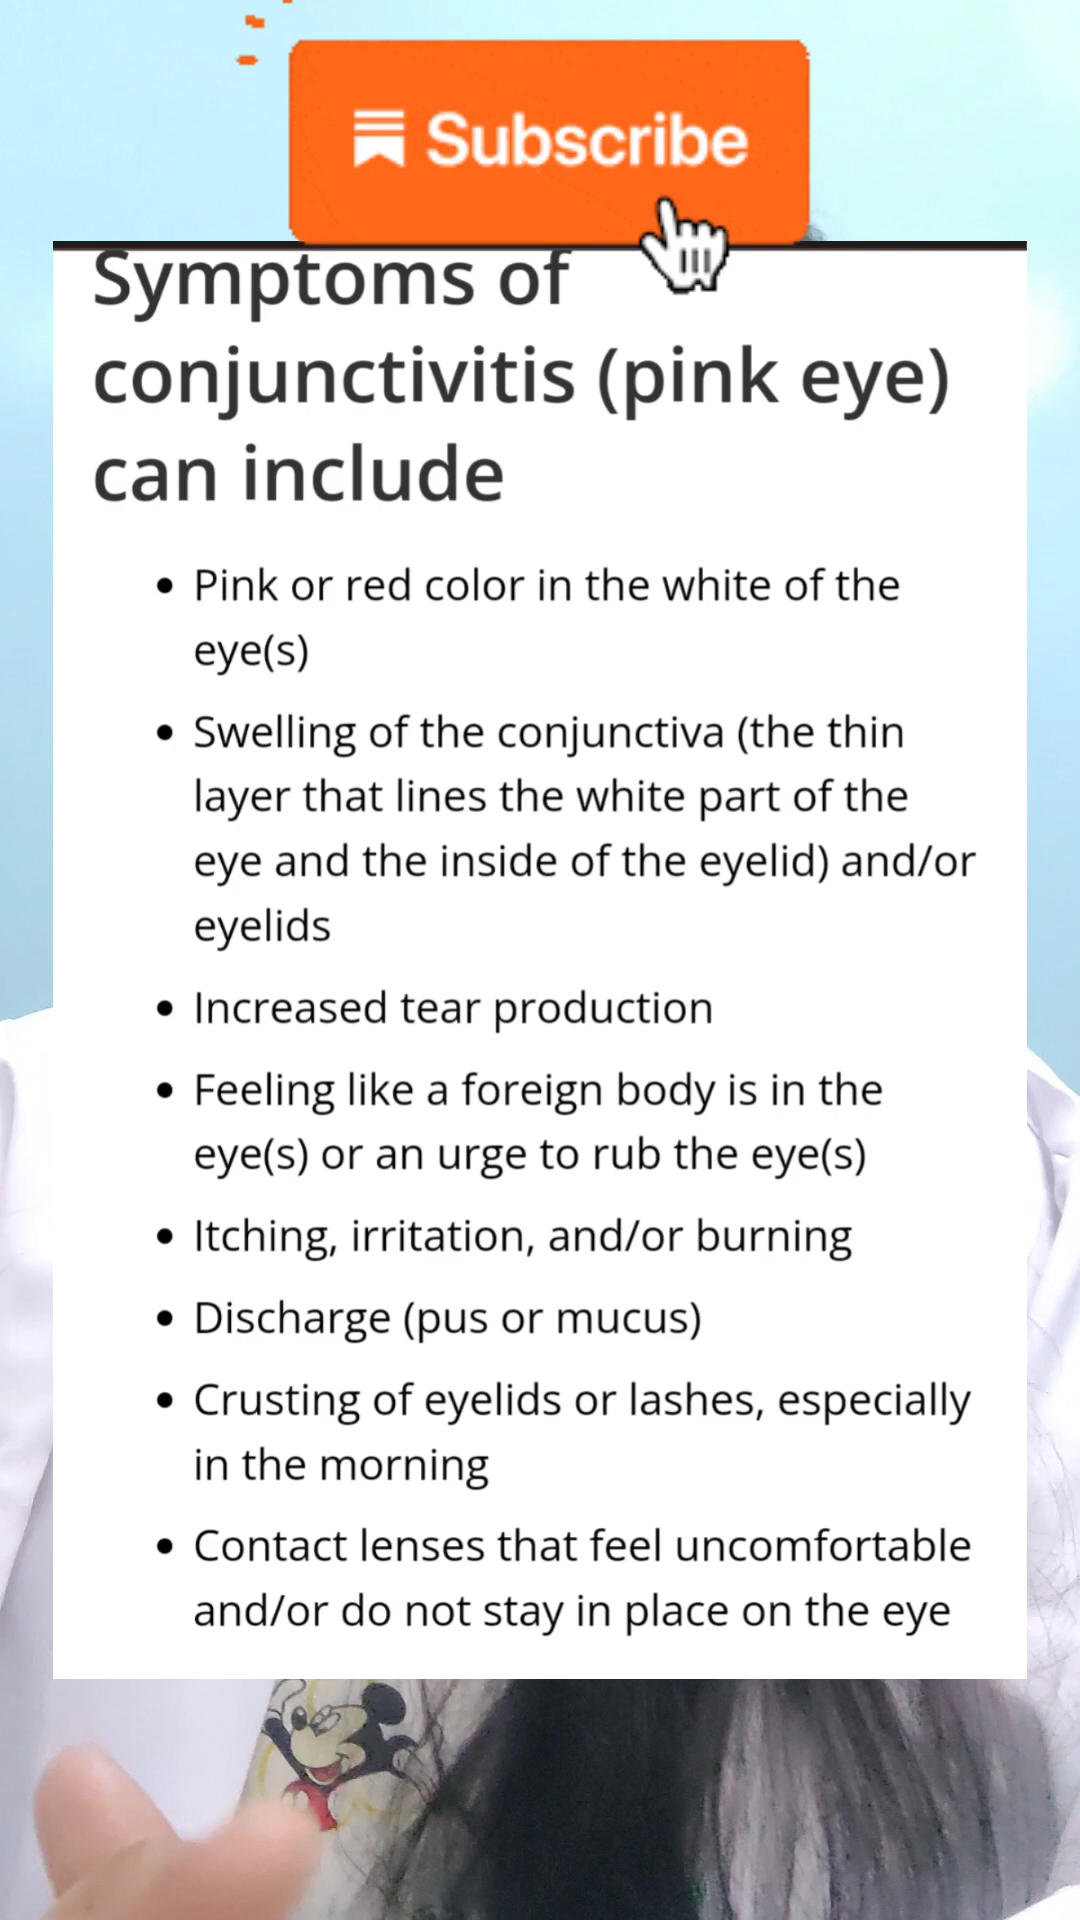 Subscribe
Symptoms of
conjunctivitis (pink eye)
can include
• Pink or red color in the white of the
eye(s)
• Swelling of the conjunctiva (the thin
layer that lines the white part of the
eye and the inside of the eyelid) and/or
eyelids
• Increased tear production
• Feeling like a foreign body is in the
eye(s) or an urge to rub the eye(s)
• Itching, irritation, and/or burning
• Discharge (pus or mucus)
• Crusting of eyelids or lashes, especially
in the morning
• Contact lenses that feel uncomfortable
and/or do not stay in place on the eye